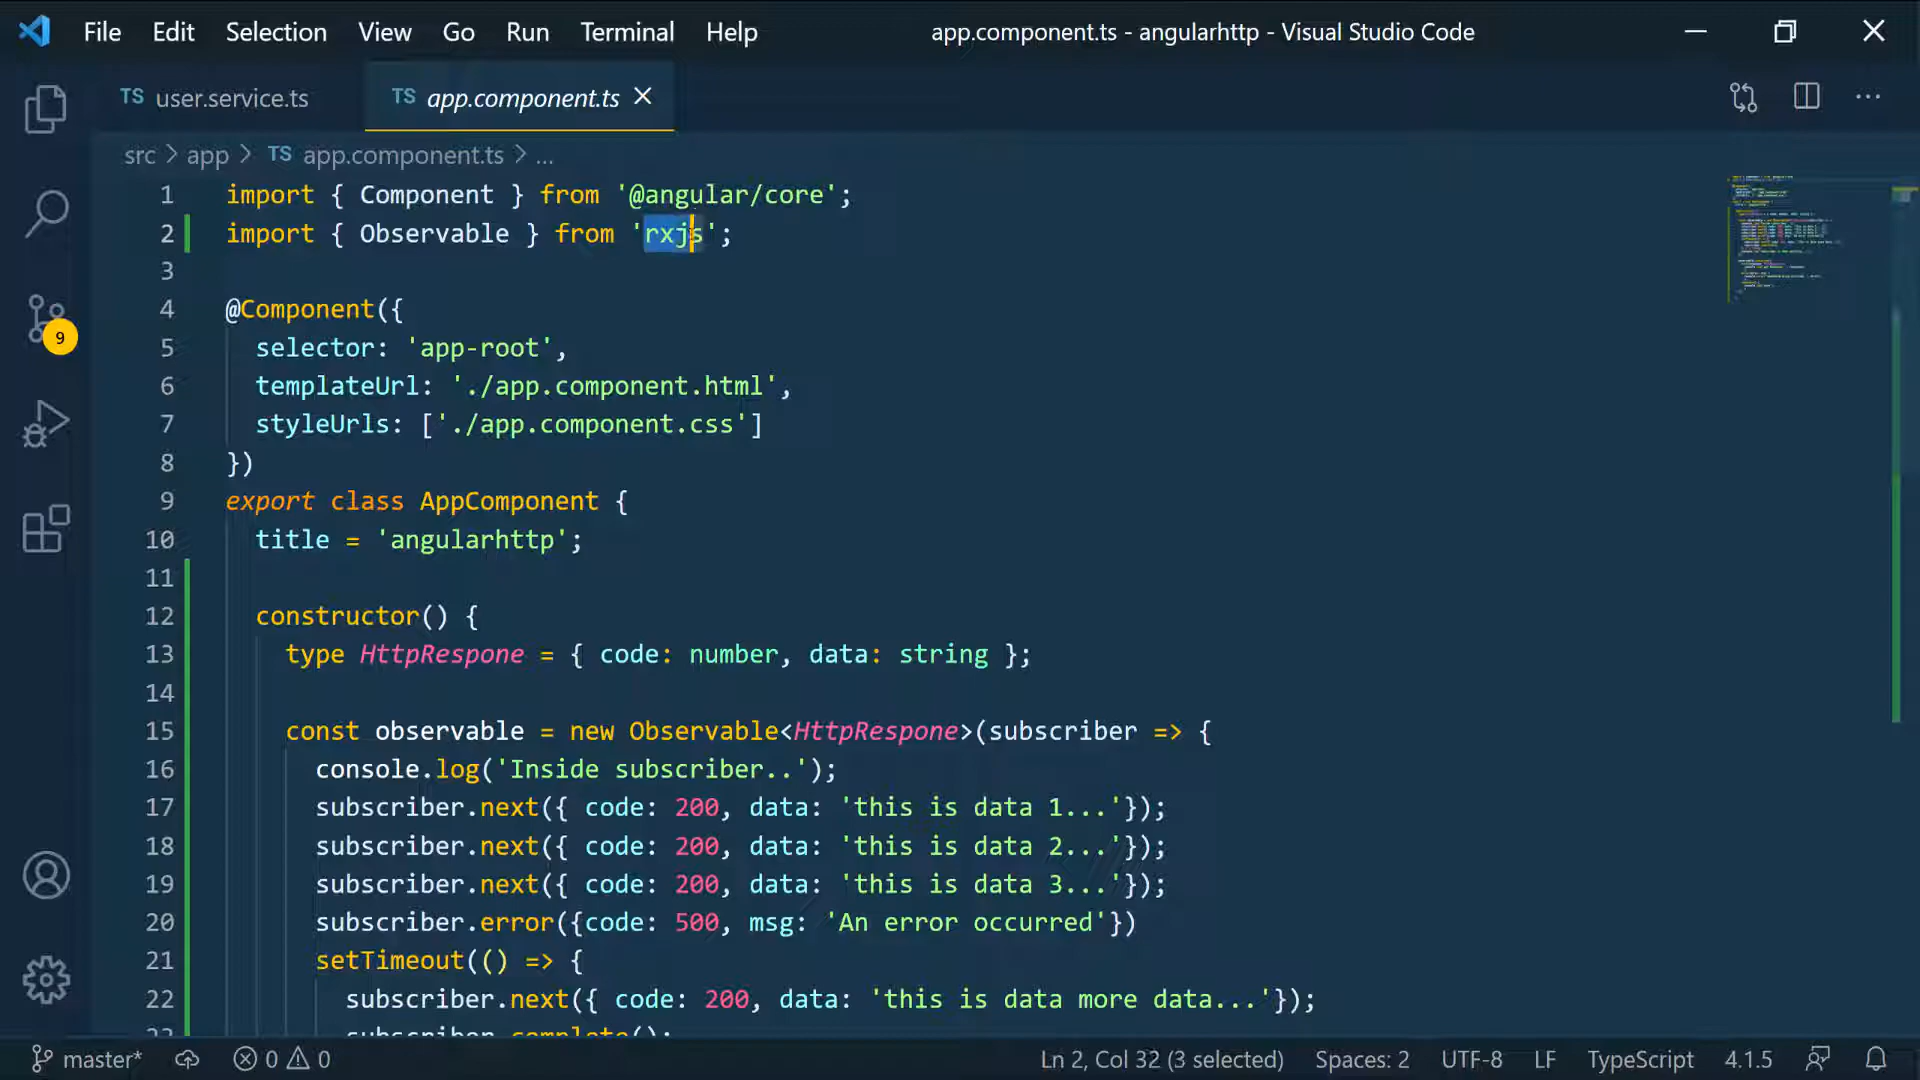 File Edit Selection View Go Run Terminal Help app.component.ts - angularhttp - Visual Studio Code
TS user.service.ts TS app.component.ts
src > app > TS app.component.ts > ...
1 import { Component } from '@angular/core';
2 import { Observable } from 'rxjs';
3
4 @Component({
5 selector: 'app-root',
6 templateUrl: './app.component.html',
7 styleUrls: ['./app.component.css']
8 })
9 export class AppComponent {
10 title = 'angularhttp';
11
12 constructor() {
13 type HttpRespone = { code: number, data: string };
14
15 const observable = new Observable<HttpRespone>(subscriber => {
16 console.log('Inside subscriber..');
17 subscriber.next({ code: 200, data: 'this is data 1...'});
18 subscriber.next({ code: 200, data: 'this is data 2...'});
19 subscriber.next({ code: 200, data: 'this is data 3...'});
20 subscriber.error({code: 500, msg: 'An error occurred'})
21 setTimeout(() => {
22 subscriber.next({ code: 200, data: 'this is data more data...'});
23 subscriber.complete();
9
master* 0 0 Ln 2, Col 32 (3 selected) Spaces: 2 UTF-8 LF TypeScript 4.1.5